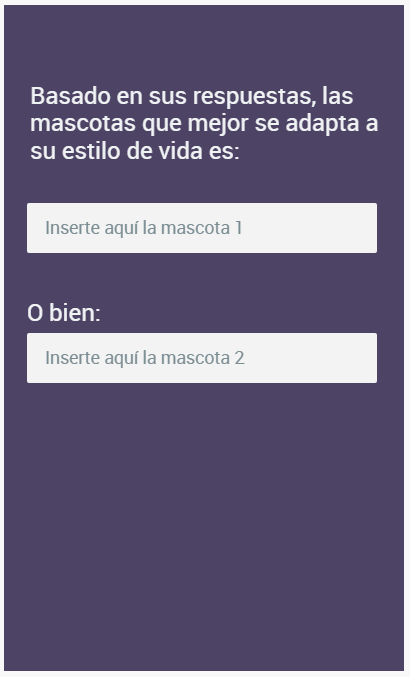 Basado en sus respuestas, las
mascotas que mejor se adapta a
su estilo de vida es:
Inserte aquí la mascota 1
O bien:
Inserte aquí la mascota 2